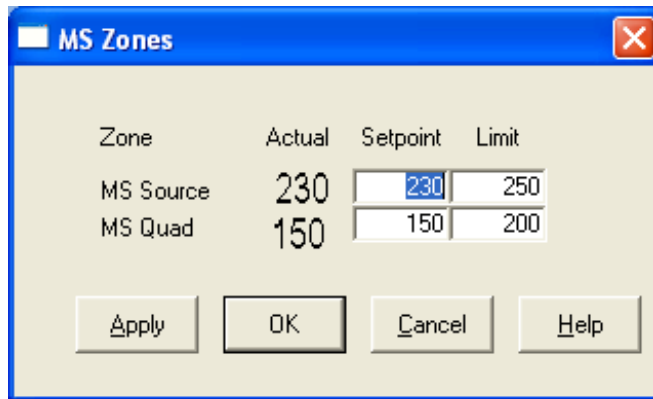 MS Zones
Zone Actual Setpoint Limit
MS Source 230 230 250
MS Quad 150 150 200
Apply OK Cancel Help